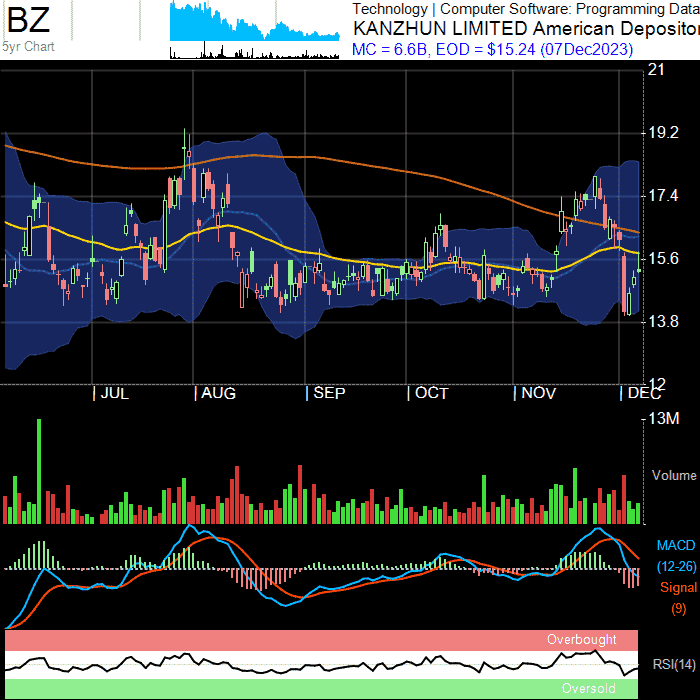 BZ
5yr Chart
Technology | Computer Software: Programming Data
KANZHUN LIMITED American Deposito
MC = 6.6B, EOD = $15.24 (07Dec2023)
21
19.2
17.4
15.6
13.8
12
JUL
AUG
SEP
OCT
NOV
DEC
13M
Volume
MACD
(12-26)
Signal
(9)
Overbought
RSI(14)
Oversold